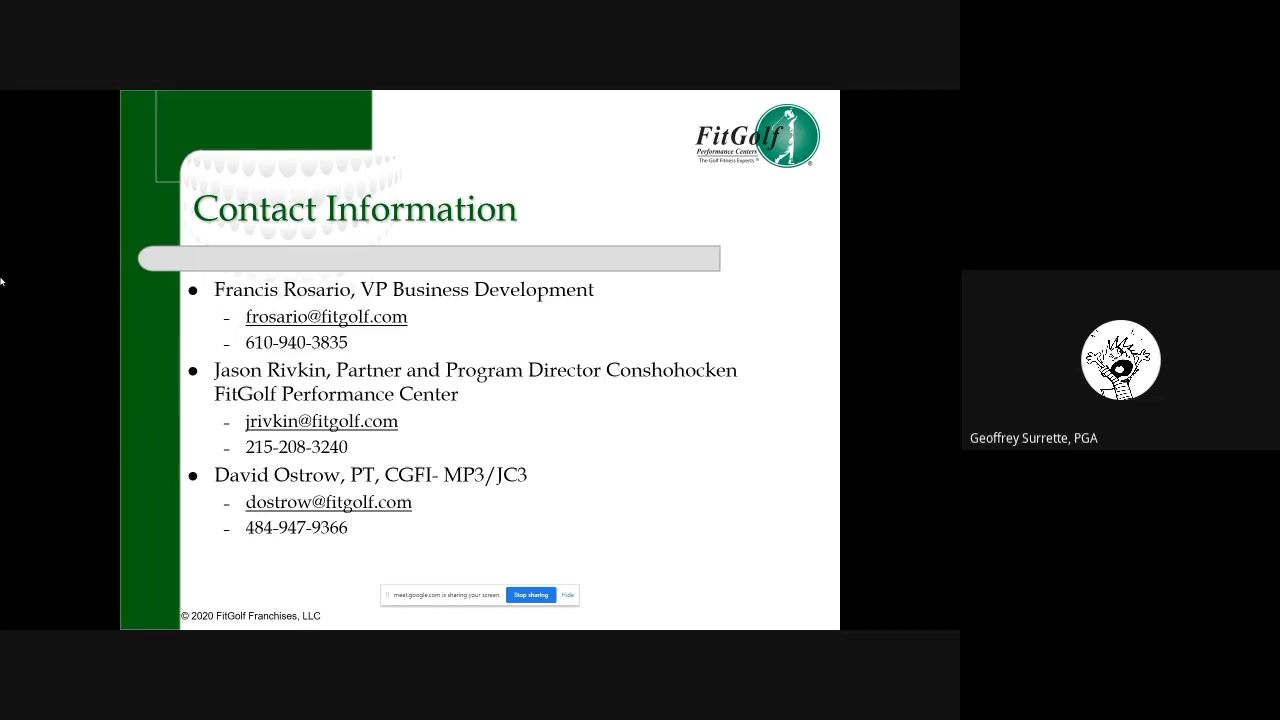 FitGolf
Performance Centers
The Golf Fitness Experts ®
®
Contact Information
● Francis Rosario, VP Business Development
- frosario@fitgolf.com
- 610-940-3835
● Jason Rivkin, Partner and Program Director Conshohocken
FitGolf Performance Center
- jrivkin@fitgolf.com
- 215-208-3240
● David Ostrow, PT, CGFI- MP3/JC3
- dostrow@fitgolf.com
- 484-947-9366
meet.google.com is sharing your screen. Stop sharing Hide
© 2020 FitGolf Franchises, LLC
Geoffrey Surrette, PGA